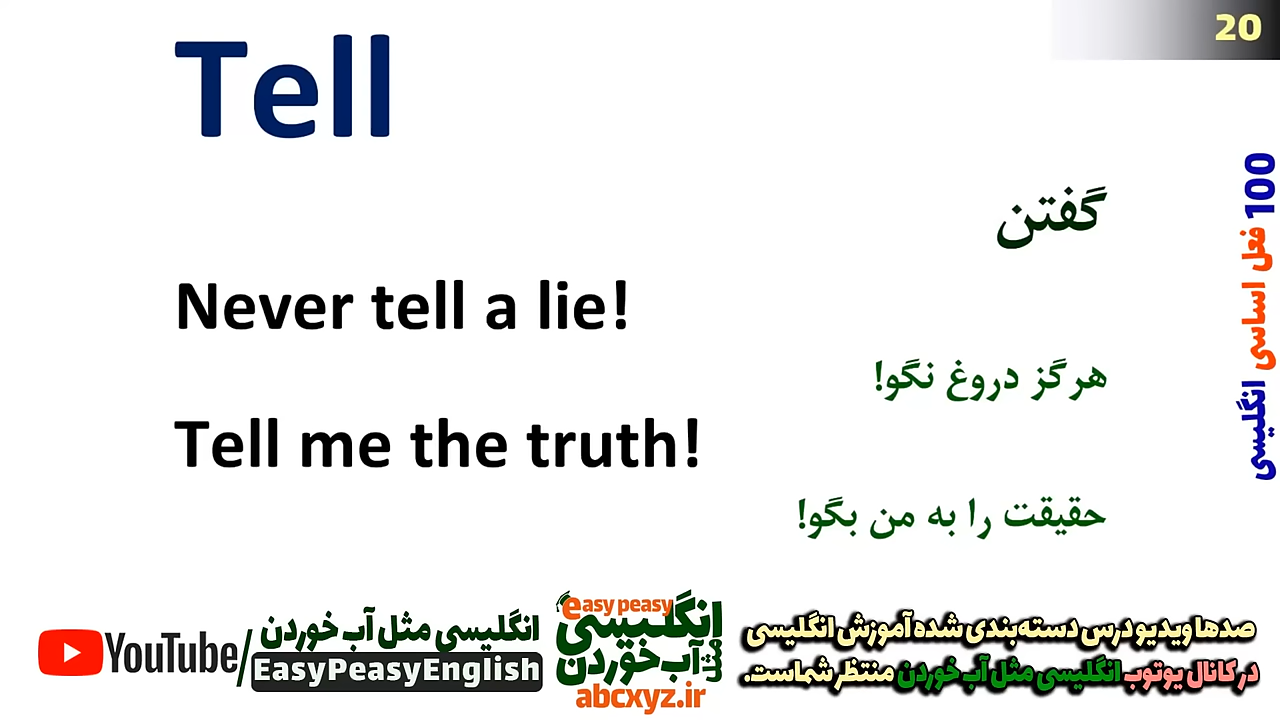 20
Tell
گفتن
Never tell a lie!
هرگز دروغ نگو!
Tell me the truth!
حقیقت را به من بگو!
100 فعل اساسی انگلیسی
YouTube/انگلیسی مثل آب خوردن
EasyPeasyEnglish
easy peasy
انگلیسی
مثل آب خوردن
abcxyz.ir
صدها ویدیو درس دسته‌بندی شده آموزش انگلیسی
در کانال یوتوب انگلیسی مثل آب خوردن منتظر شماست.